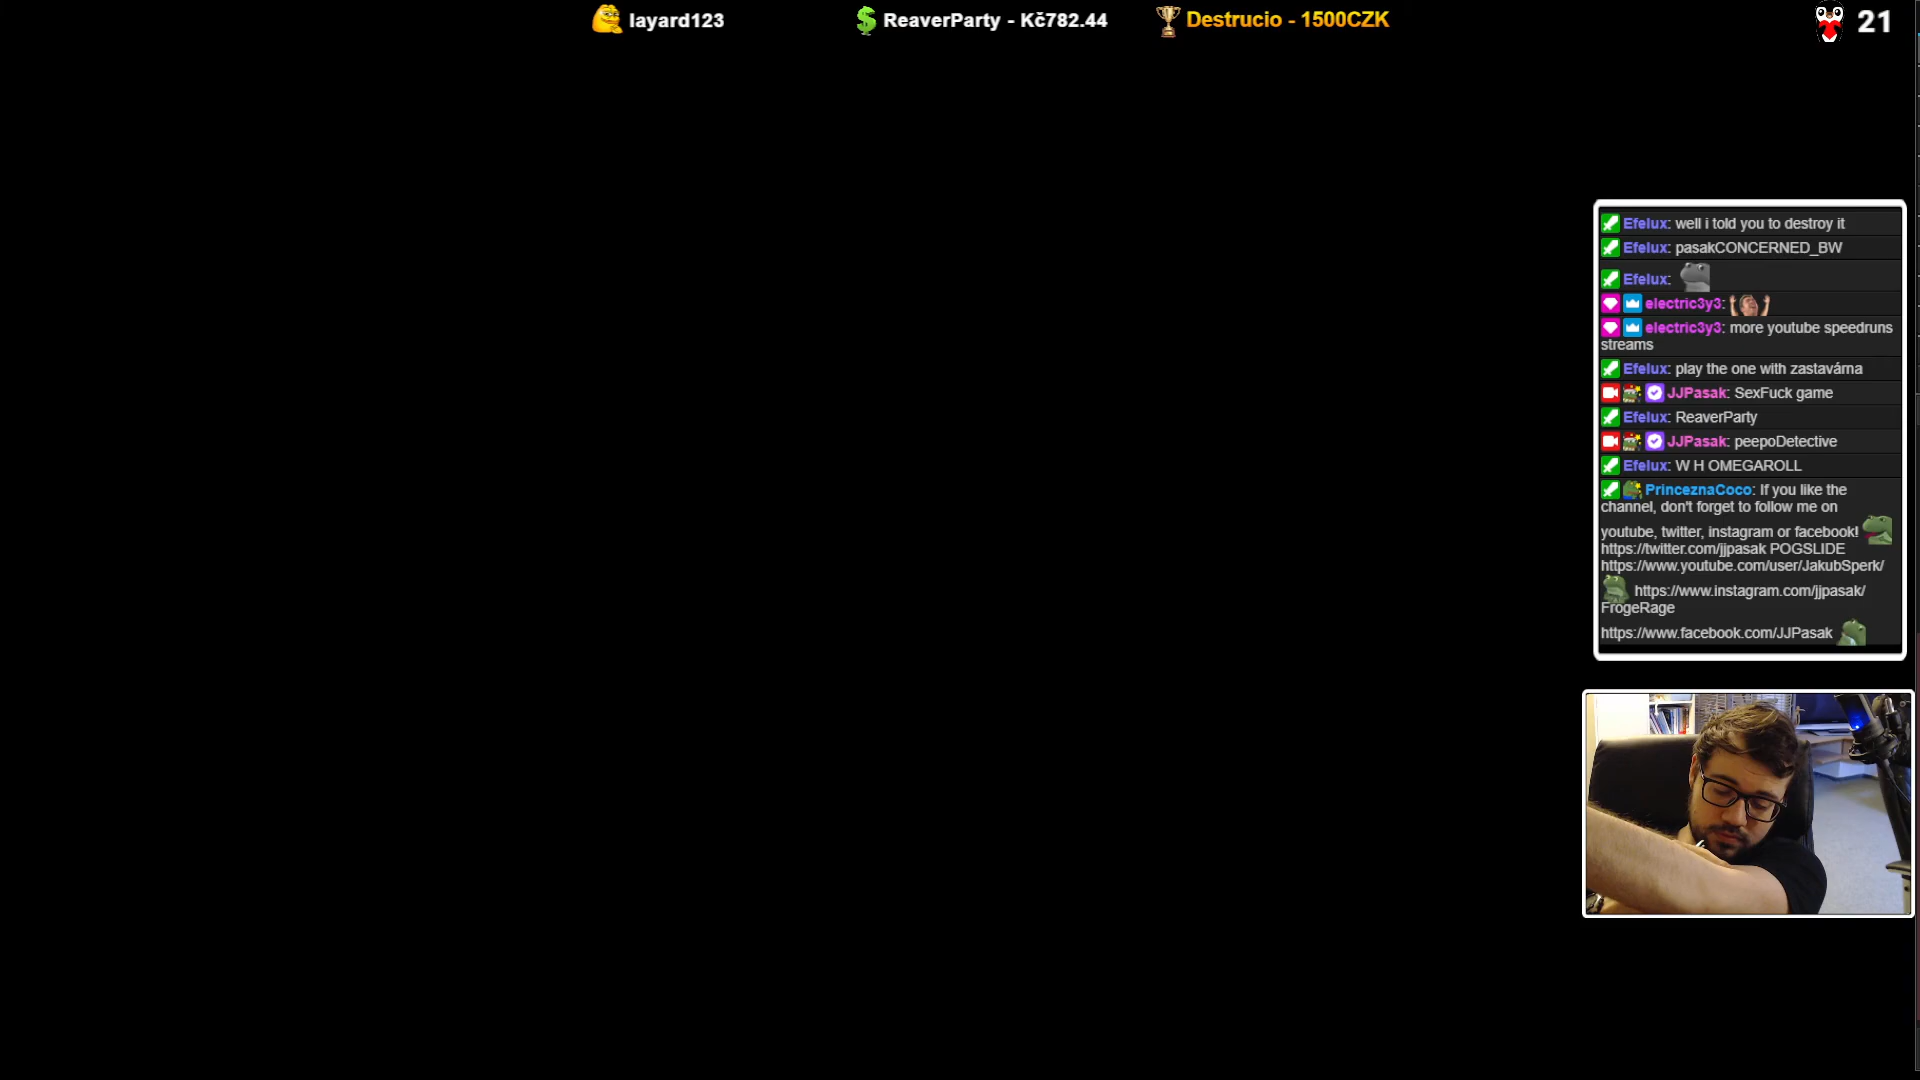 layard123
ReaverParty - Kč782.44
Destrucio - 1500CZK
21
Efelux: well i told you to destroy it
Efelux: pasakCONCERNED_BW
Efelux:
electric3y3:
electric3y3: more youtube speedruns
streams
Efelux: play the one with zastavárna
JJPasak: SexFuck game
Efelux: ReaverParty
JJPasak: peepoDetective
Efelux: W H OMEGAROLL
PrinceznaCoco: If you like the
channel, don't forget to follow me on
youtube, twitter, instagram or facebook!
https://twitter.com/jjpasak POGSLIDE
https://www.youtube.com/user/JakubSperk/
https://www.instagram.com/jjpasak/
FrogeRage
https://www.facebook.com/JJPasak